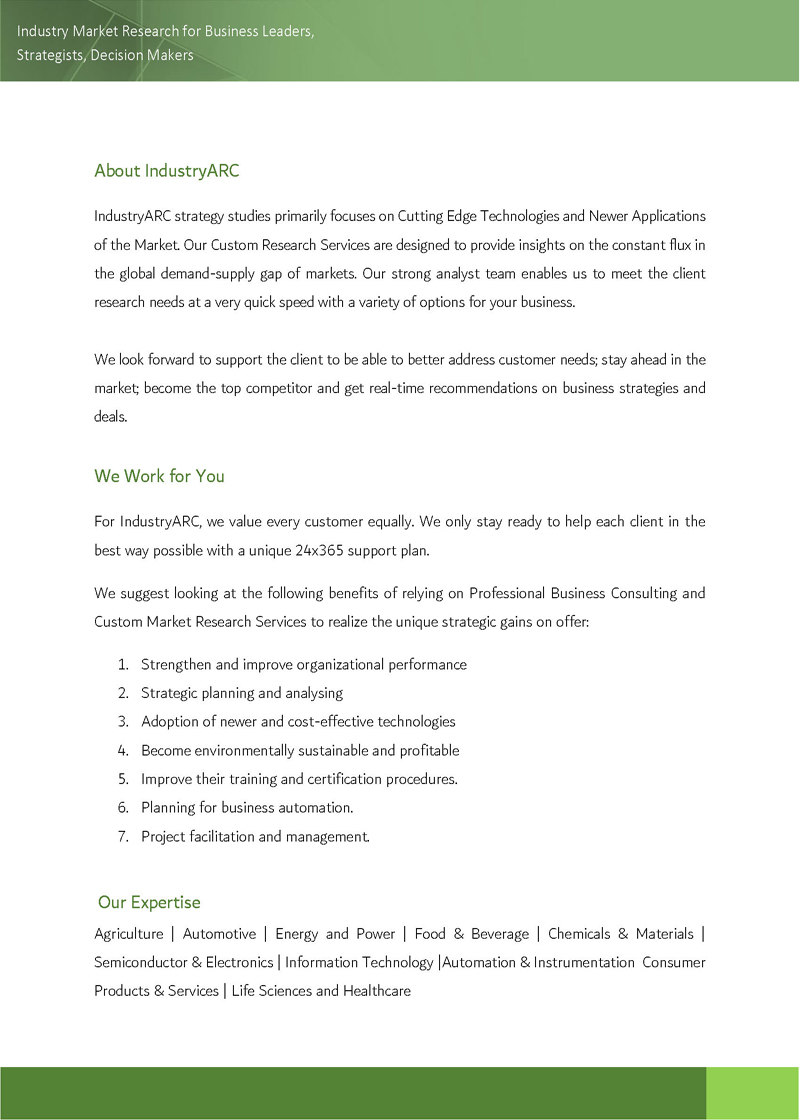 Industry Market Research for Business Leaders,
Strategists, Decision Makers
About IndustryARC
IndustryARC strategy studies primarily focuses on Cutting Edge Technologies and Newer Applications
of the Market. Our Custom Research Services are designed to provide insights on the constant flux in
the global demand-supply gap of markets. Our strong analyst team enables us to meet the client
research needs at a very quick speed with a variety of options for your business.
We look forward to support the client to be able to better address customer needs; stay ahead in the
market; become the top competitor and get real-time recommendations on business strategies and
deals.
We Work for You
For IndustryARC, we value every customer equally. We only stay ready to help each client in the
best way possible with a unique 24x365 support plan.
We suggest looking at the following benefits of relying on Professional Business Consulting and
Custom Market Research Services to realize the unique strategic gains on offer:
1. Strengthen and improve organizational performance
2. Strategic planning and analysing
3. Adoption of newer and cost-effective technologies
4. Become environmentally sustainable and profitable
5. Improve their training and certification procedures.
6. Planning for business automation.
7. Project facilitation and management.
Our Expertise
Agriculture | Automotive | Energy and Power | Food & Beverage | Chemicals & Materials |
Semiconductor & Electronics | Information Technology |Automation & Instrumentation Consumer
Products & Services | Life Sciences and Healthcare